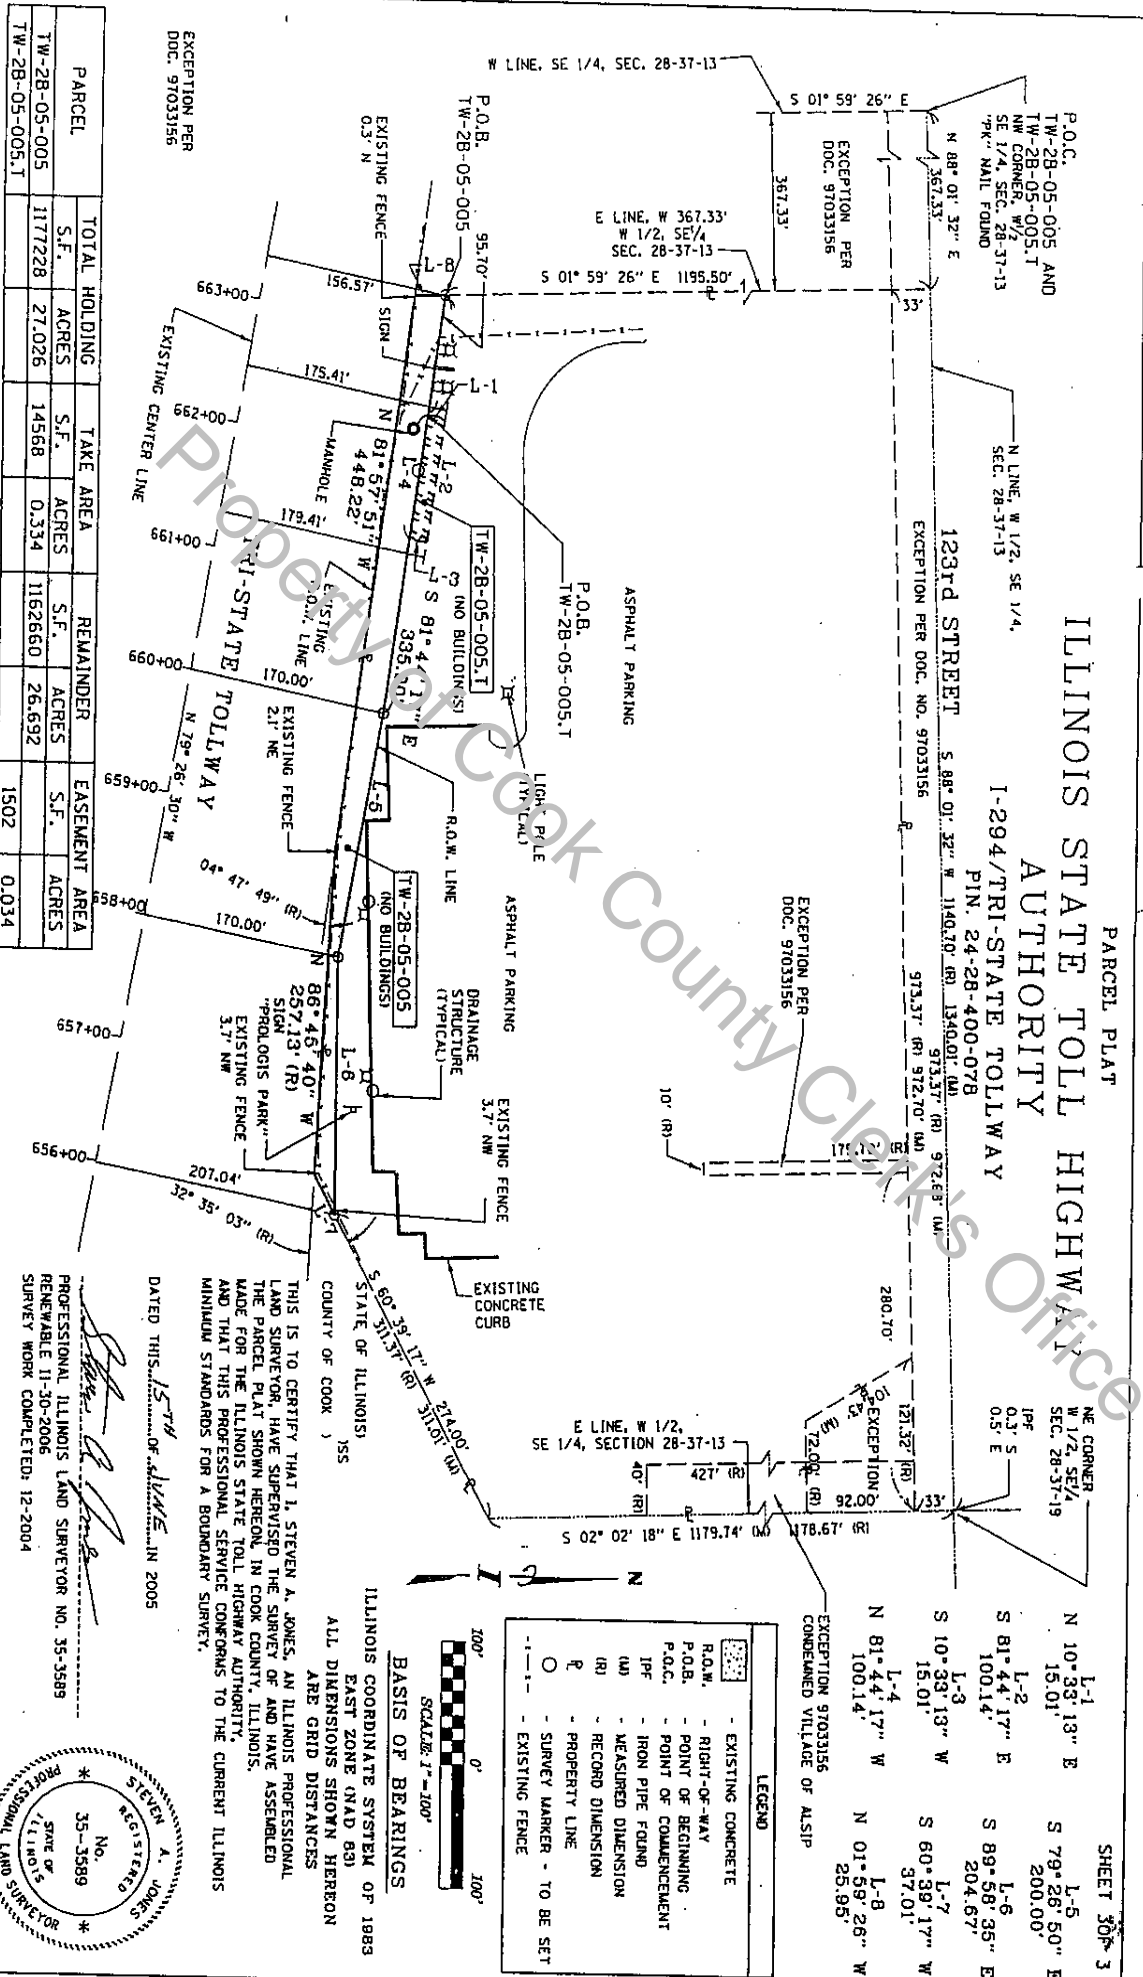 PARCEL PLAT
ILLINOIS STATE TOLL HIGHWAY
AUTHORITY
I-294/TRI-STATE TOLLWAY
PIN. 24-28-400-078
SHEET 3OF 3
P.O.C.
TW-2B-05-005 AND
TW-2B-05-005.T
NW CORNER, W1/2
SE 1/4, SEC. 28-37-13
"PK" NAIL FOUND
W LINE, SE 1/4, SEC. 28-37-13
S 01° 59' 26" E
N 88° 01' 32" E
367.33'
367.33'
EXCEPTION PER
DOC. 97033156
E LINE, W 367.33'
W 1/2, SE1/4
SEC. 28-37-13
S 01° 59' 26" E 1195.50'
33'
N LINE, W 1/2, SE 1/4,
SEC. 28-37-13
123rd STREET
S 88° 01' 32" W 1140.70' (R) 1340.01' (M)
EXCEPTION PER DOC. NO. 97033156
973.37' (R) 972.68' (M)
973.37' (R) 972.70' (M)
EXCEPTION PER
DOC. 97033156
10' (R)
280.70'
121.32' (R)
EXCEPTION
72.00' (R)
92.00'
33'
NE CORNER
W 1/2, SE1/4
SEC. 28-37-19
IPF
0.3' S
0.5' E
E LINE, W 1/2,
SE 1/4, SECTION 28-37-13
40' (R)
427' (R)
S 02° 02' 18" E 1179.74' (M) 1178.67' (R)
EXCEPTION 97033156
CONDEMNED VILLAGE OF ALSIP
L-1
N 10° 33' 13" E
15.01'
L-2
S 81° 44' 17" E
100.14'
L-3
S 10° 33' 13" W
15.01'
L-4
N 81° 44' 17" W
100.14'
L-5
S 79° 26' 50" E
200.00'
L-6
S 89° 58' 35" E
204.67'
L-7
S 60° 39' 17" W
37.01'
L-8
N 01° 59' 26" W
25.95'
P.O.B.
TW-2B-05-005
95.70'
EXISTING FENCE
0.3' N
L-8
SIGN
L-1
L-2
L-4
L-3
MANHOLE
N 81° 57' 51" W
448.22'
TW-2B-05-005.T
(NO BUILDINGS)
P.O.B.
TW-2B-05-005.T
ASPHALT PARKING
335.00'
EXISTING
156.57'
175.41'
179.41'
170.00'
170.00'
207.04'
663+00
662+00
661+00
660+00
659+00
658+00
657+00
656+00
EXISTING CENTER LINE
TRI-STATE TOLLWAY
N 79° 26' 30" W
EXISTING FENCE
2.1' NE
L-5
R.O.W. LINE
TW-2B-05-005
(NO BUILDINGS)
ASPHALT PARKING
DRAINAGE
STRUCTURE
(TYPICAL)
04° 47' 49" (R)
N 86° 45' 40" W
257.13' (R)
L-6
"PROLOGIS PARK"
SIGN
EXISTING FENCE
3.7' NW
EXISTING FENCE
3.7' NW
32° 35' 03" (R)
L-7
EXISTING
CONCRETE
CURB
S 60° 39' 17" W 274.00'
311.37' (R) 311.01' (M)
EXCEPTION PER
DOC. 97033156
PARCEL TOTAL HOLDING TAKE AREA REMAINDER EASEMENT AREA
S.F. ACRES S.F. ACRES S.F. ACRES S.F. ACRES
TW-2B-05-005 1177228 27.026 14568 0.334 1162660 26.692
TW-2B-05-005.T 1502 0.034
LEGEND
- EXISTING CONCRETE
R.O.W. - RIGHT-OF-WAY
P.O.B. - POINT OF BEGINNING
P.O.C. - POINT OF COMMENCEMENT
IPF - IRON PIPE FOUND
(M) - MEASURED DIMENSION
(R) - RECORD DIMENSION
- PROPERTY LINE
- SURVEY MARKER - TO BE SET
- EXISTING FENCE
N
100' 0' 100'
SCALE: 1"=100'
BASIS OF BEARINGS
ILLINOIS COORDINATE SYSTEM OF 1983
EAST ZONE (NAD 83)
ALL DIMENSIONS SHOWN HEREON
ARE GRID DISTANCES
STATE OF ILLINOIS)
)SS
COUNTY OF COOK )
THIS IS TO CERTIFY THAT I, STEVEN A. JONES, AN ILLINOIS PROFESSIONAL
LAND SURVEYOR, HAVE SUPERVISED THE SURVEY OF AND HAVE ASSEMBLED
THE PARCEL PLAT SHOWN HEREON, IN COOK COUNTY, ILLINOIS.
MADE FOR THE ILLINOIS STATE TOLL HIGHWAY AUTHORITY.
AND THAT THIS PROFESSIONAL SERVICE CONFORMS TO THE CURRENT ILLINOIS
MINIMUM STANDARDS FOR A BOUNDARY SURVEY.
DATED THIS 15TH OF JUNE IN 2005
PROFESSIONAL ILLINOIS LAND SURVEYOR NO. 35-3589
RENEWABLE 11-30-2006
SURVEY WORK COMPLETED: 12-2004
STEVEN A. JONES
REGISTERED
No.
35-3589
STATE OF
ILLINOIS
PROFESSIONAL LAND SURVEYOR
Property of Cook County Clerk's Office